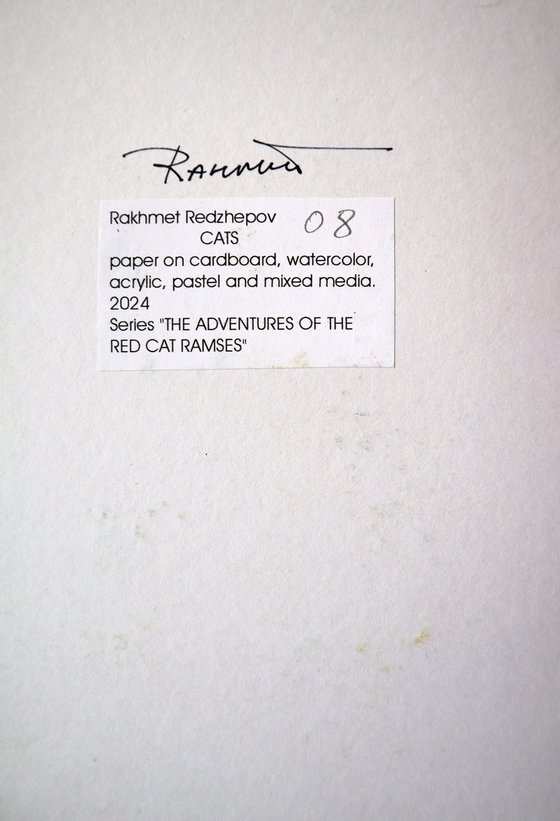 Rakhmet
Rakhmet Redzhepov 08
CATS
paper on cardboard, watercolor,
acrylic, pastel and mixed media.
2024
Series "THE ADVENTURES OF THE
RED CAT RAMSES"